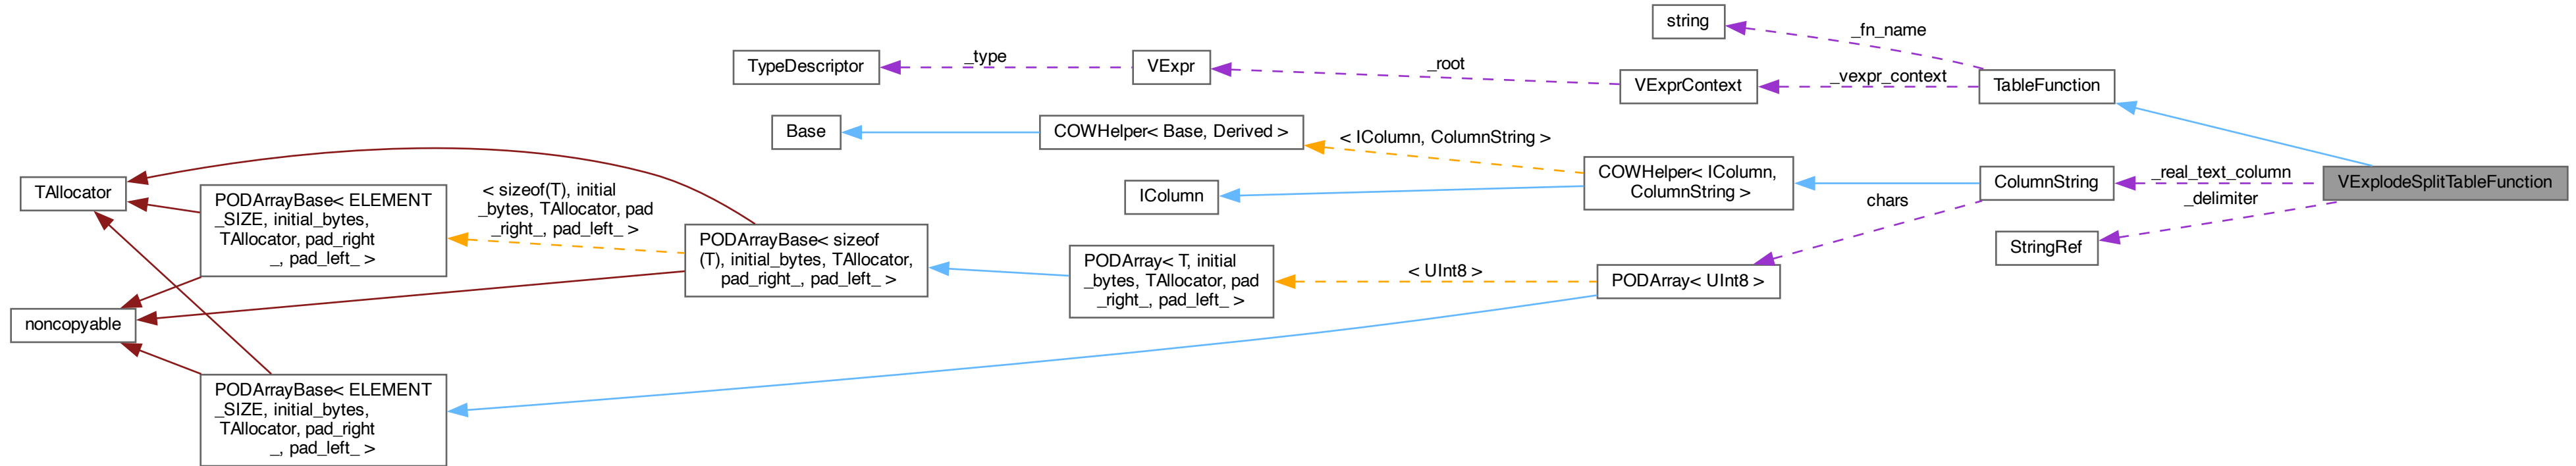 string
_fn_name
TypeDescriptor
_type
VExpr
_root
VExprContext
_vexpr_context
TableFunction
Base
COWHelper< Base, Derived >
< IColumn, ColumnString >
IColumn
COWHelper< IColumn,
ColumnString >
ColumnString
_real_text_column
VExplodeSplitTableFunction
_delimiter
chars
StringRef
TAllocator
PODArrayBase< ELEMENT
_SIZE, initial_bytes,
TAllocator, pad_right
_, pad_left_ >
< sizeof(T), initial
_bytes, TAllocator, pad
_right_, pad_left_ >
PODArrayBase< sizeof
(T), initial_bytes, TAllocator,
pad_right_, pad_left_ >
PODArray< T, initial
_bytes, TAllocator, pad
_right_, pad_left_ >
< UInt8 >
PODArray< UInt8 >
noncopyable
PODArrayBase< ELEMENT
_SIZE, initial_bytes,
TAllocator, pad_right
_, pad_left_ >